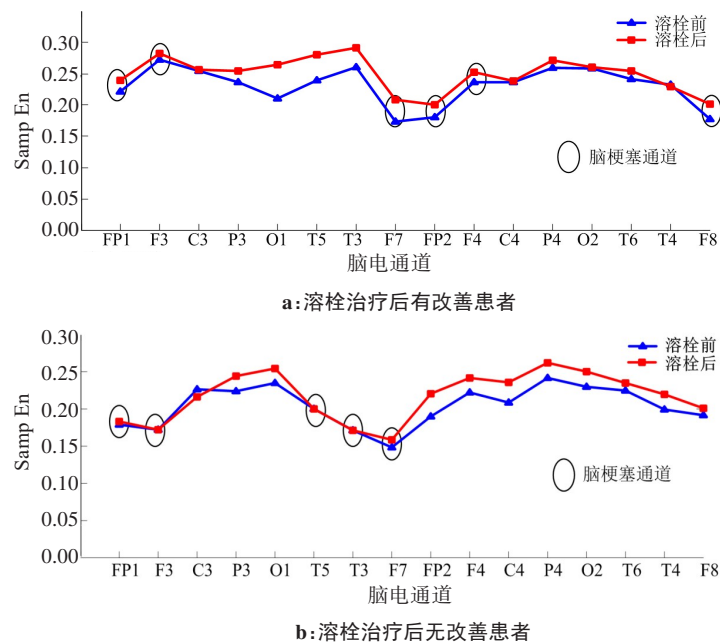 溶栓前
溶栓后
0.30
0.25
0.20
0.15
0.10
0.05
0.00
Samp En
脑梗塞通道
FP1 F3 C3 P3 O1 T5 T3 F7 FP2 F4 C4 P4 O2 T6 T4 F8
脑电通道
a:溶栓治疗后有改善患者
溶栓前
溶栓后
0.30
0.25
0.20
0.15
0.10
0.05
0.00
Samp En
脑梗塞通道
FP1 F3 C3 P3 O1 T5 T3 F7 FP2 F4 C4 P4 O2 T6 T4 F8
脑电通道
b:溶栓治疗后无改善患者